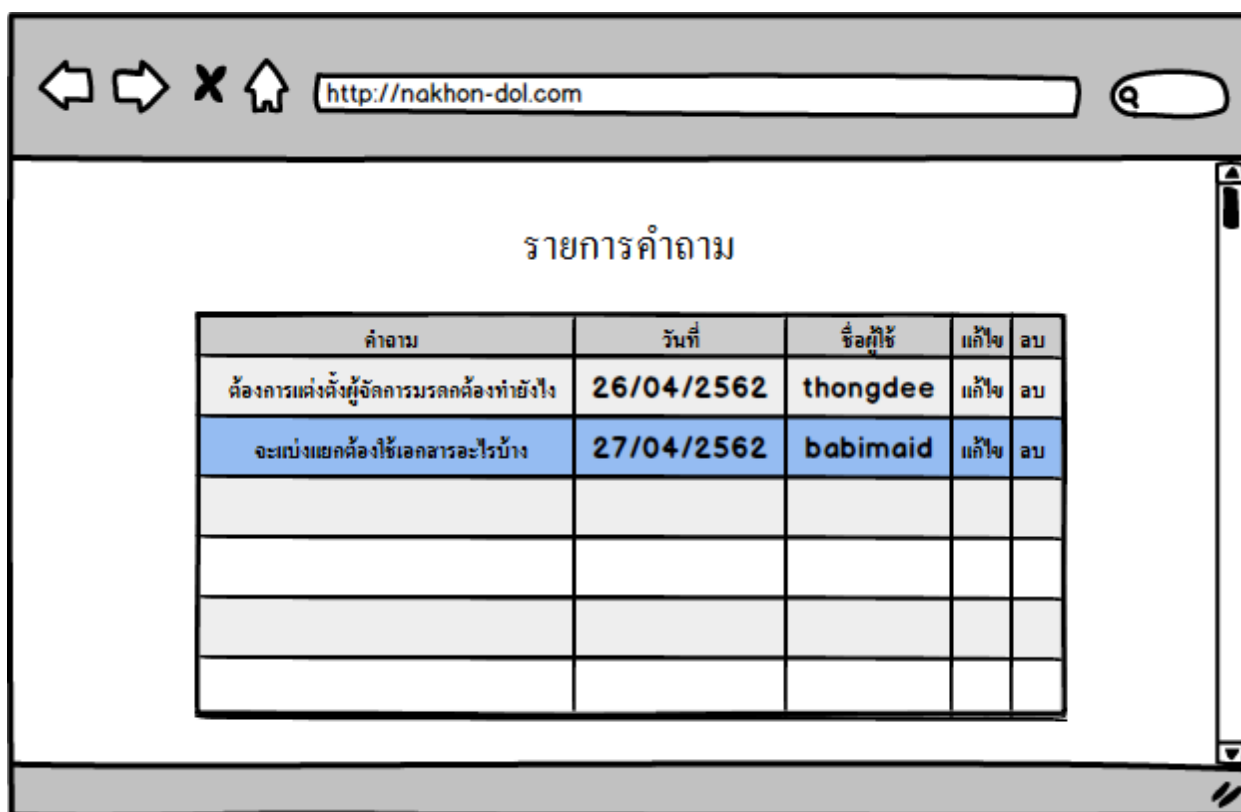 http://nakhon-dol.com
รายการคำถาม
คำถาม วันที่ ชื่อผู้ใช้ แก้ไข ลบ
ต้องการแต่งตั้งผู้จัดการมรดกต้องทำยังไง 26/04/2562 thongdee แก้ไข ลบ
จะแบ่งแยกต้องใช้เอกสารอะไรบ้าง 27/04/2562 babimaid แก้ไข ลบ